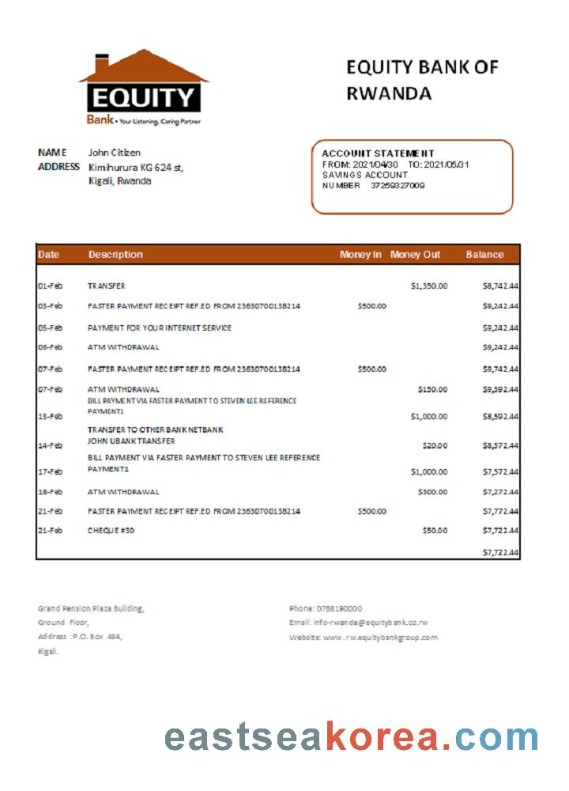 EQUITY
Bank • Your Listening, Caring Partner
EQUITY BANK OF
RWANDA
NAME John Citizen
ADDRESS Kimihurura KG 624 st,
Kigali, Rwanda
ACCOUNT STATEMENT
FROM: 2021/04/30 TO: 2021/05/31
SAVINGS ACCOUNT
NUMBER 37259327009
Date Description Money In Money Out Balance
01-Feb TRANSFER $1,350.00 $8,742.44
03-Feb FASTER PAYMENT RECEIPT REF.ED FROM 23630700138214 $500.00 $9,242.44
05-Feb PAYMENT FOR YOUR INTERNET SERVICE $9,242.44
06-Feb ATM WITHDRAWAL $9,242.44
07-Feb FASTER PAYMENT RECEIPT REF.ED FROM 23630700138214 $500.00 $9,742.44
07-Feb ATM WITHDRAWAL $150.00 $9,592.44
BILL PAYMENT VIA FASTER PAYMENT TO STEVEN LEE REFERENCE
PAYMENT1
13-Feb $1,000.00 $8,592.44
TRANSFER TO OTHER BANK NETBANK
JOHN UBANK TRANSFER
14-Feb $20.00 $8,572.44
BILL PAYMENT VIA FASTER PAYMENT TO STEVEN LEE REFERENCE
17-Feb PAYMENT1 $1,000.00 $7,572.44
18-Feb ATM WITHDRAWAL $300.00 $7,272.44
21-Feb FASTER PAYMENT RECEIPT REF.ED FROM 23630700138214 $500.00 $7,772.44
21-Feb CHEQUE #30 $50.00 $7,722.44
$7,722.44
Grand Pension Plaza Building,
Ground Floor,
Address : P.O. Box 494,
Kigali.
Phone: 0788190000
Email: info-rwanda@equitybank.co.rw
Website: www .rw.equitybankgroup.com
eastseakorea.com